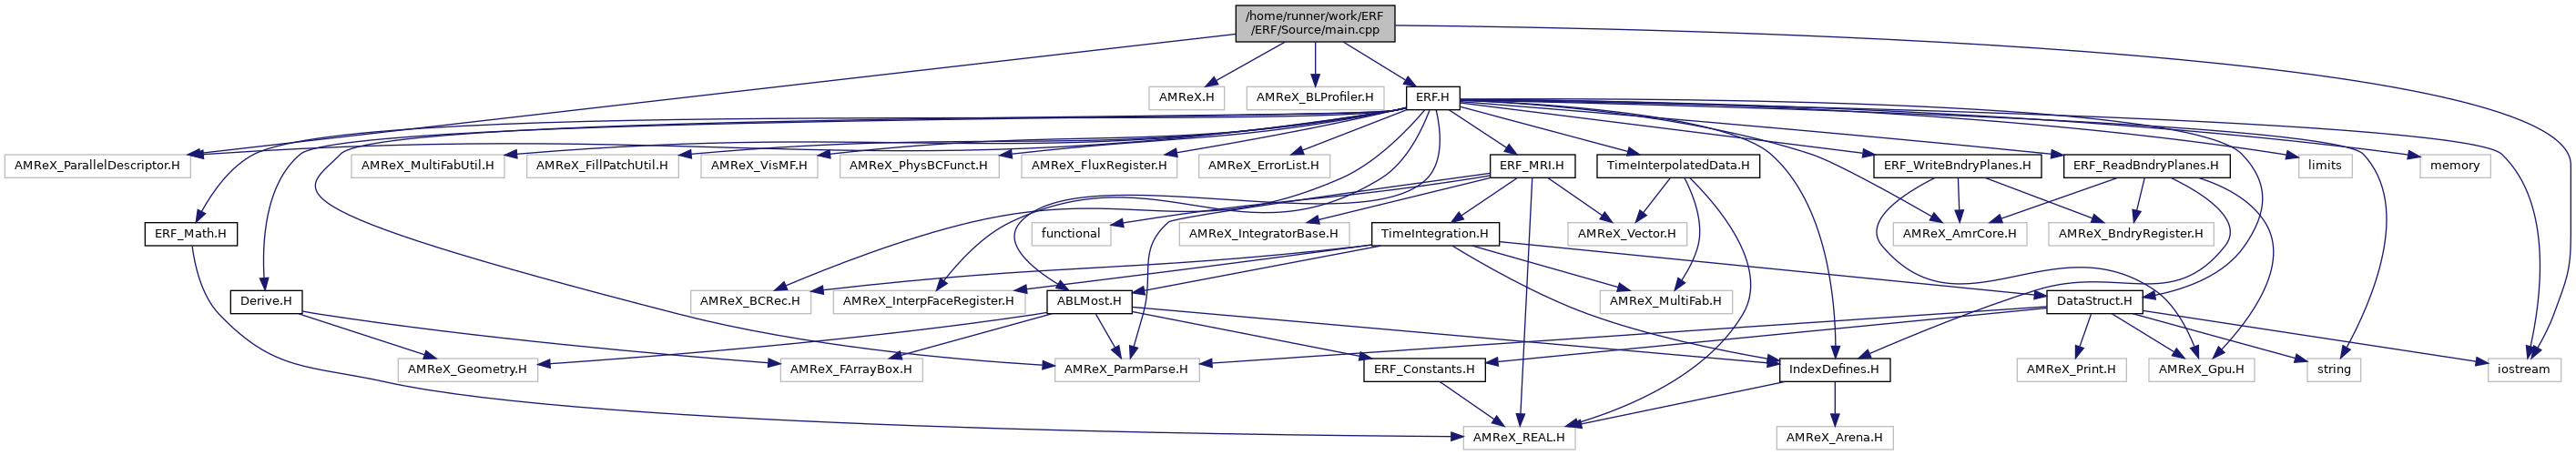 /home/runner/work/ERF
/ERF/Source/main.cpp
AMReX.H
AMReX_BLProfiler.H
ERF.H
AMReX_ParallelDescriptor.H
AMReX_MultiFabUtil.H
AMReX_FillPatchUtil.H
AMReX_VisMF.H
AMReX_PhysBCFunct.H
AMReX_FluxRegister.H
AMReX_ErrorList.H
ERF_MRI.H
TimeInterpolatedData.H
ERF_WriteBndryPlanes.H
ERF_ReadBndryPlanes.H
limits
memory
ERF_Math.H
functional
AMReX_IntegratorBase.H
TimeIntegration.H
AMReX_Vector.H
AMReX_AmrCore.H
AMReX_BndryRegister.H
Derive.H
AMReX_BCRec.H
AMReX_InterpFaceRegister.H
ABLMost.H
AMReX_MultiFab.H
DataStruct.H
AMReX_Geometry.H
AMReX_FArrayBox.H
AMReX_ParmParse.H
ERF_Constants.H
IndexDefines.H
AMReX_Print.H
AMReX_Gpu.H
string
iostream
AMReX_REAL.H
AMReX_Arena.H